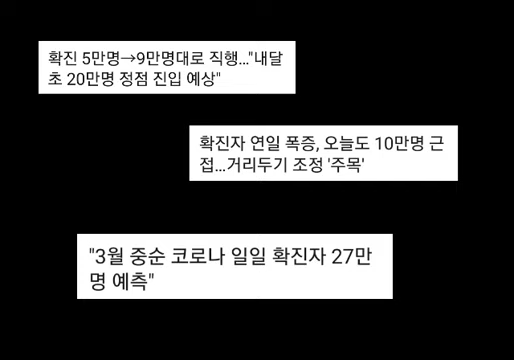 확진 5만명→9만명대로 직행..."내달
초 20만명 정점 진입 예상"
확진자 연일 폭증, 오늘도 10만명 근
접...거리두기 조정 '주목'
"3월 중순 코로나 일일 확진자 27만
명 예측"